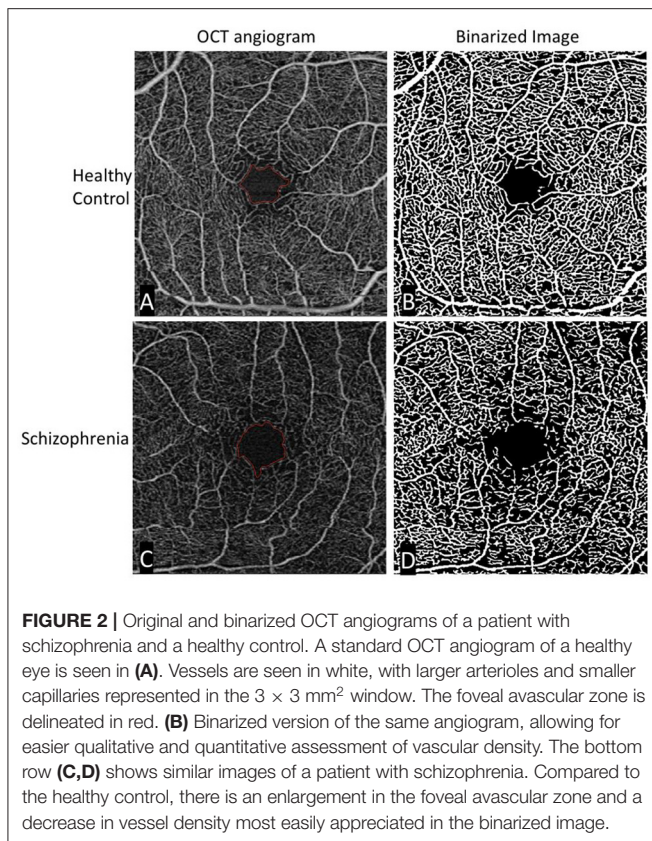 OCT angiogram Binarized Image
Healthy
Control
A B
Schizophrenia
C D
FIGURE 2 | Original and binarized OCT angiograms of a patient with
schizophrenia and a healthy control. A standard OCT angiogram of a healthy
eye is seen in (A). Vessels are seen in white, with larger arterioles and smaller
capillaries represented in the 3 × 3 mm² window. The foveal avascular zone is
delineated in red. (B) Binarized version of the same angiogram, allowing for
easier qualitative and quantitative assessment of vascular density. The bottom
row (C,D) shows similar images of a patient with schizophrenia. Compared to
the healthy control, there is an enlargement in the foveal avascular zone and a
decrease in vessel density most easily appreciated in the binarized image.